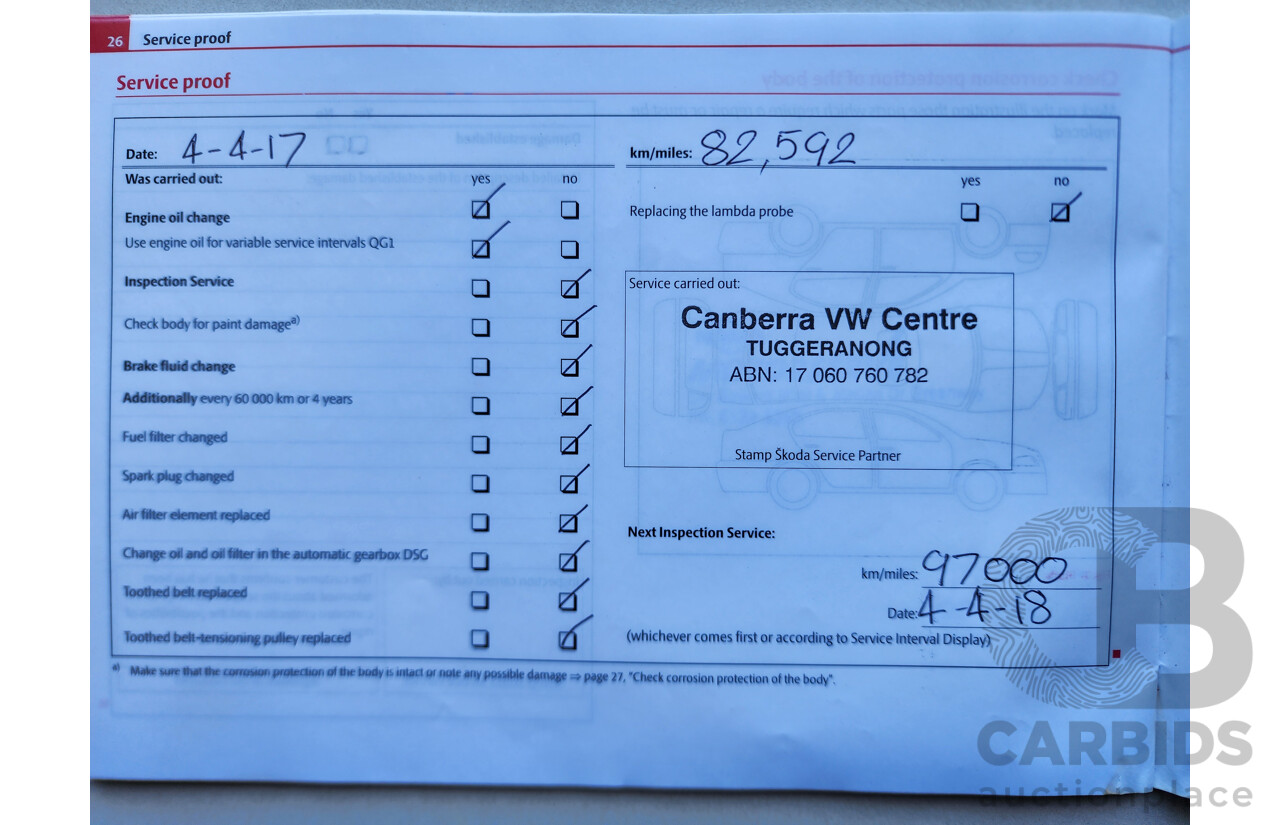 26 Service proof
Service proof
Date: 4-4-17
km/miles: 82,592
Was carried out: yes no
yes no
Engine oil change
Replacing the lambda probe
Use engine oil for variable service intervals QG1
Inspection Service
Check body for paint damage a)
Brake fluid change
Additionally every 60 000 km or 4 years
Fuel filter changed
Spark plug changed
Air filter element replaced
Change oil and oil filter in the automatic gearbox DSG
Toothed belt replaced
Toothed belt-tensioning pulley replaced
Service carried out:
Canberra VW Centre
TUGGERANONG
ABN: 17 060 760 782
Stamp Škoda Service Partner
Next Inspection Service:
km/miles: 97000
Date: 4-4-18
(whichever comes first or according to Service Interval Display)
a) Make sure that the corrosion protection of the body is intact or note any possible damage ⇒ page 27, "Check corrosion protection of the body".
CARBIDS
auctionplace